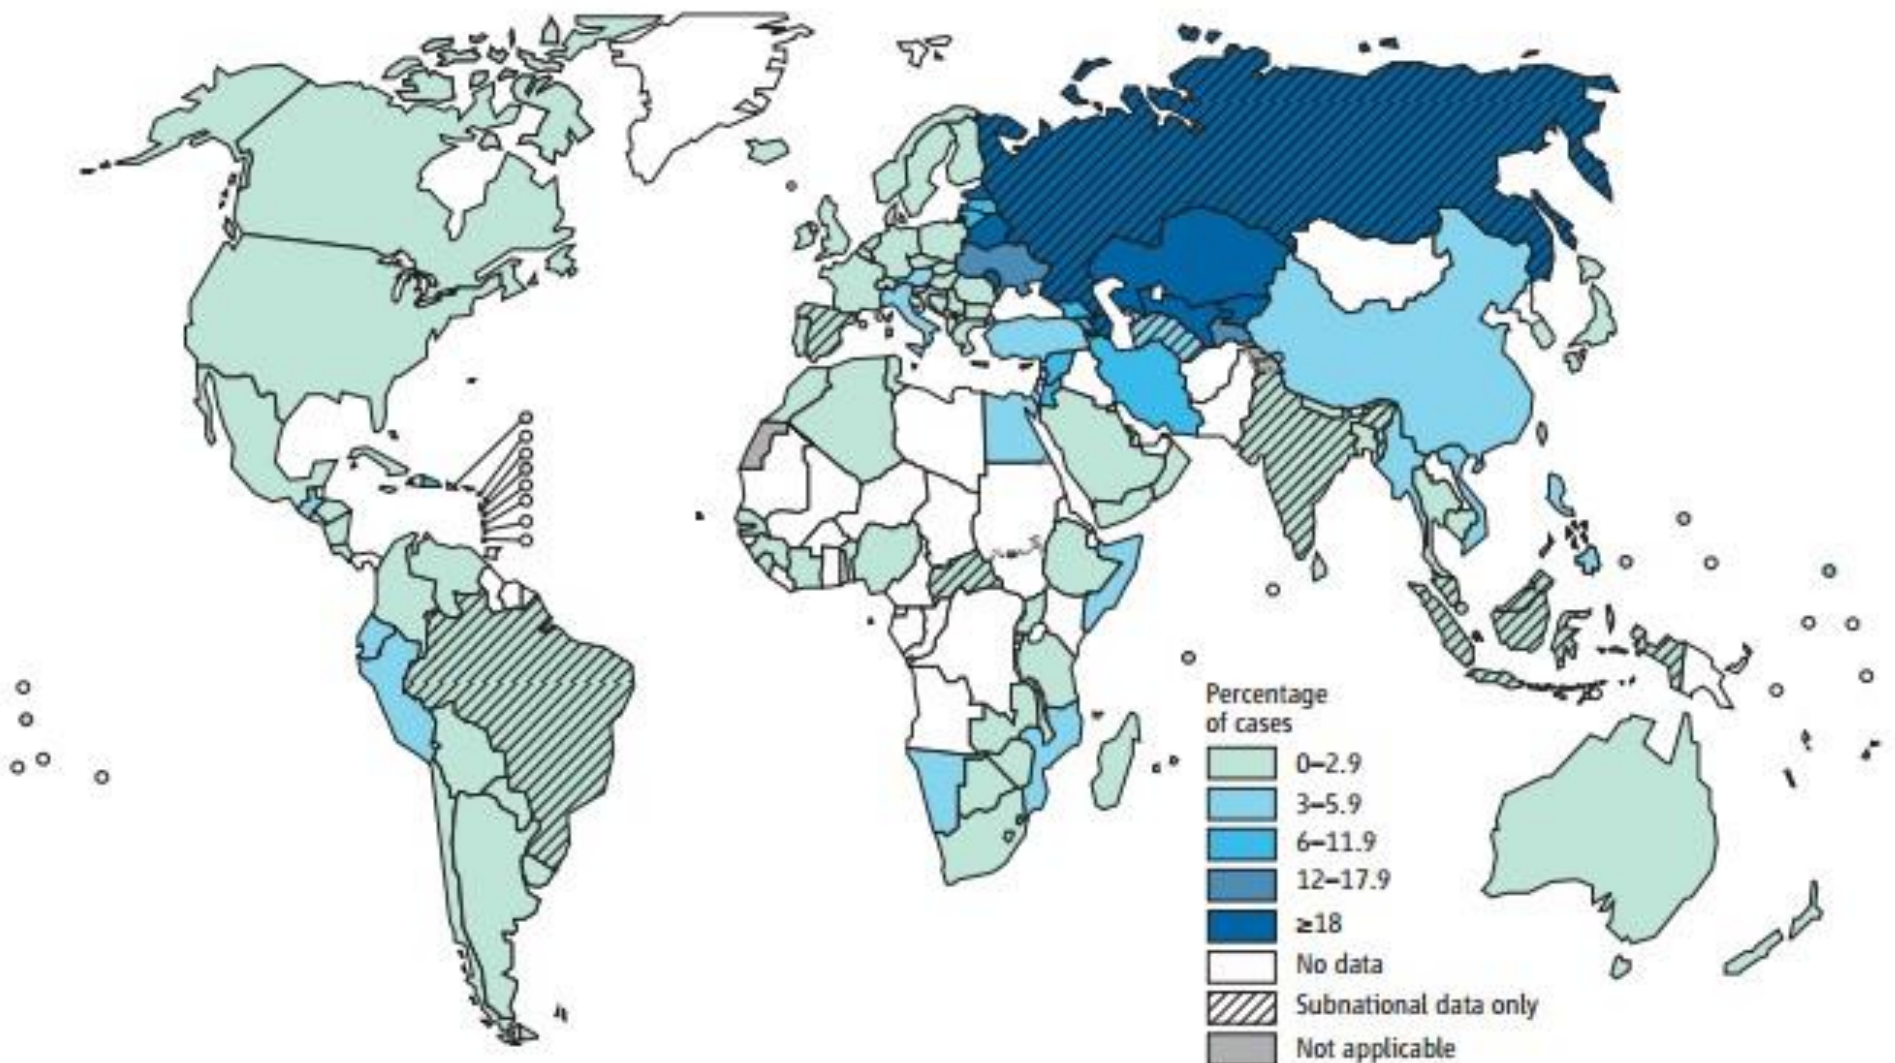 Percentage
of cases
0–2.9
3–5.9
6–11.9
12–17.9
≥18
No data
Subnational data only
Not applicable